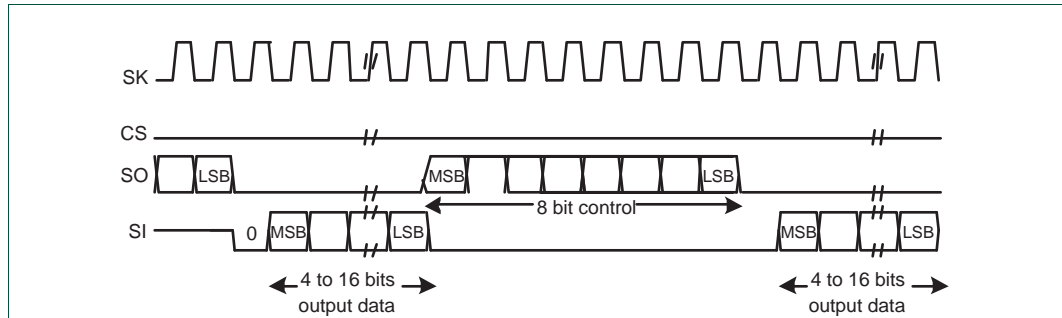 SK
CS
SO LSB MSB LSB
8 bit control
SI 0 MSB LSB MSB LSB
4 to 16 bits 4 to 16 bits
output data output data